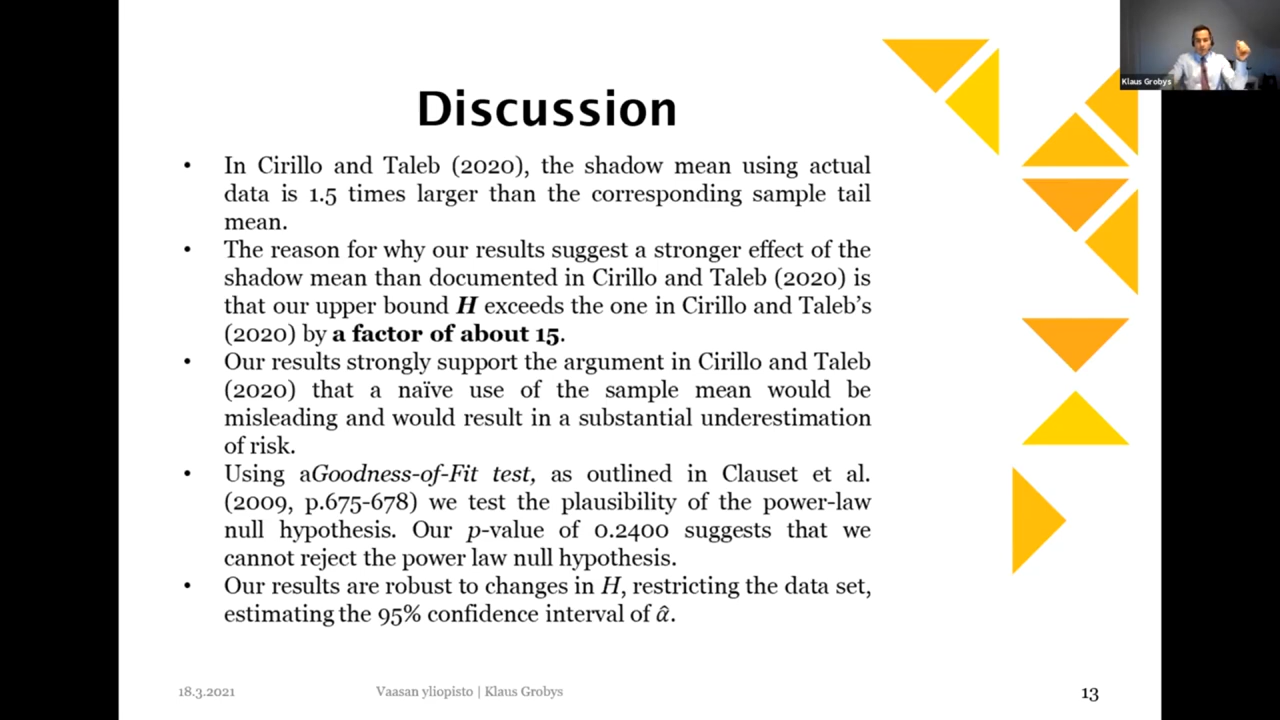 Klaus Grobys
Discussion
• In Cirillo and Taleb (2020), the shadow mean using actual
data is 1.5 times larger than the corresponding sample tail
mean.
• The reason for why our results suggest a stronger effect of the
shadow mean than documented in Cirillo and Taleb (2020) is
that our upper bound H exceeds the one in Cirillo and Taleb’s
(2020) by a factor of about 15.
• Our results strongly support the argument in Cirillo and Taleb
(2020) that a naïve use of the sample mean would be
misleading and would result in a substantial underestimation
of risk.
• Using aGoodness-of-Fit test, as outlined in Clauset et al.
(2009, p.675-678) we test the plausibility of the power-law
null hypothesis. Our p-value of 0.2400 suggests that we
cannot reject the power law null hypothesis.
• Our results are robust to changes in H, restricting the data set,
estimating the 95% confidence interval of α̂.
18.3.2021
Vaasan yliopisto | Klaus Grobys
13